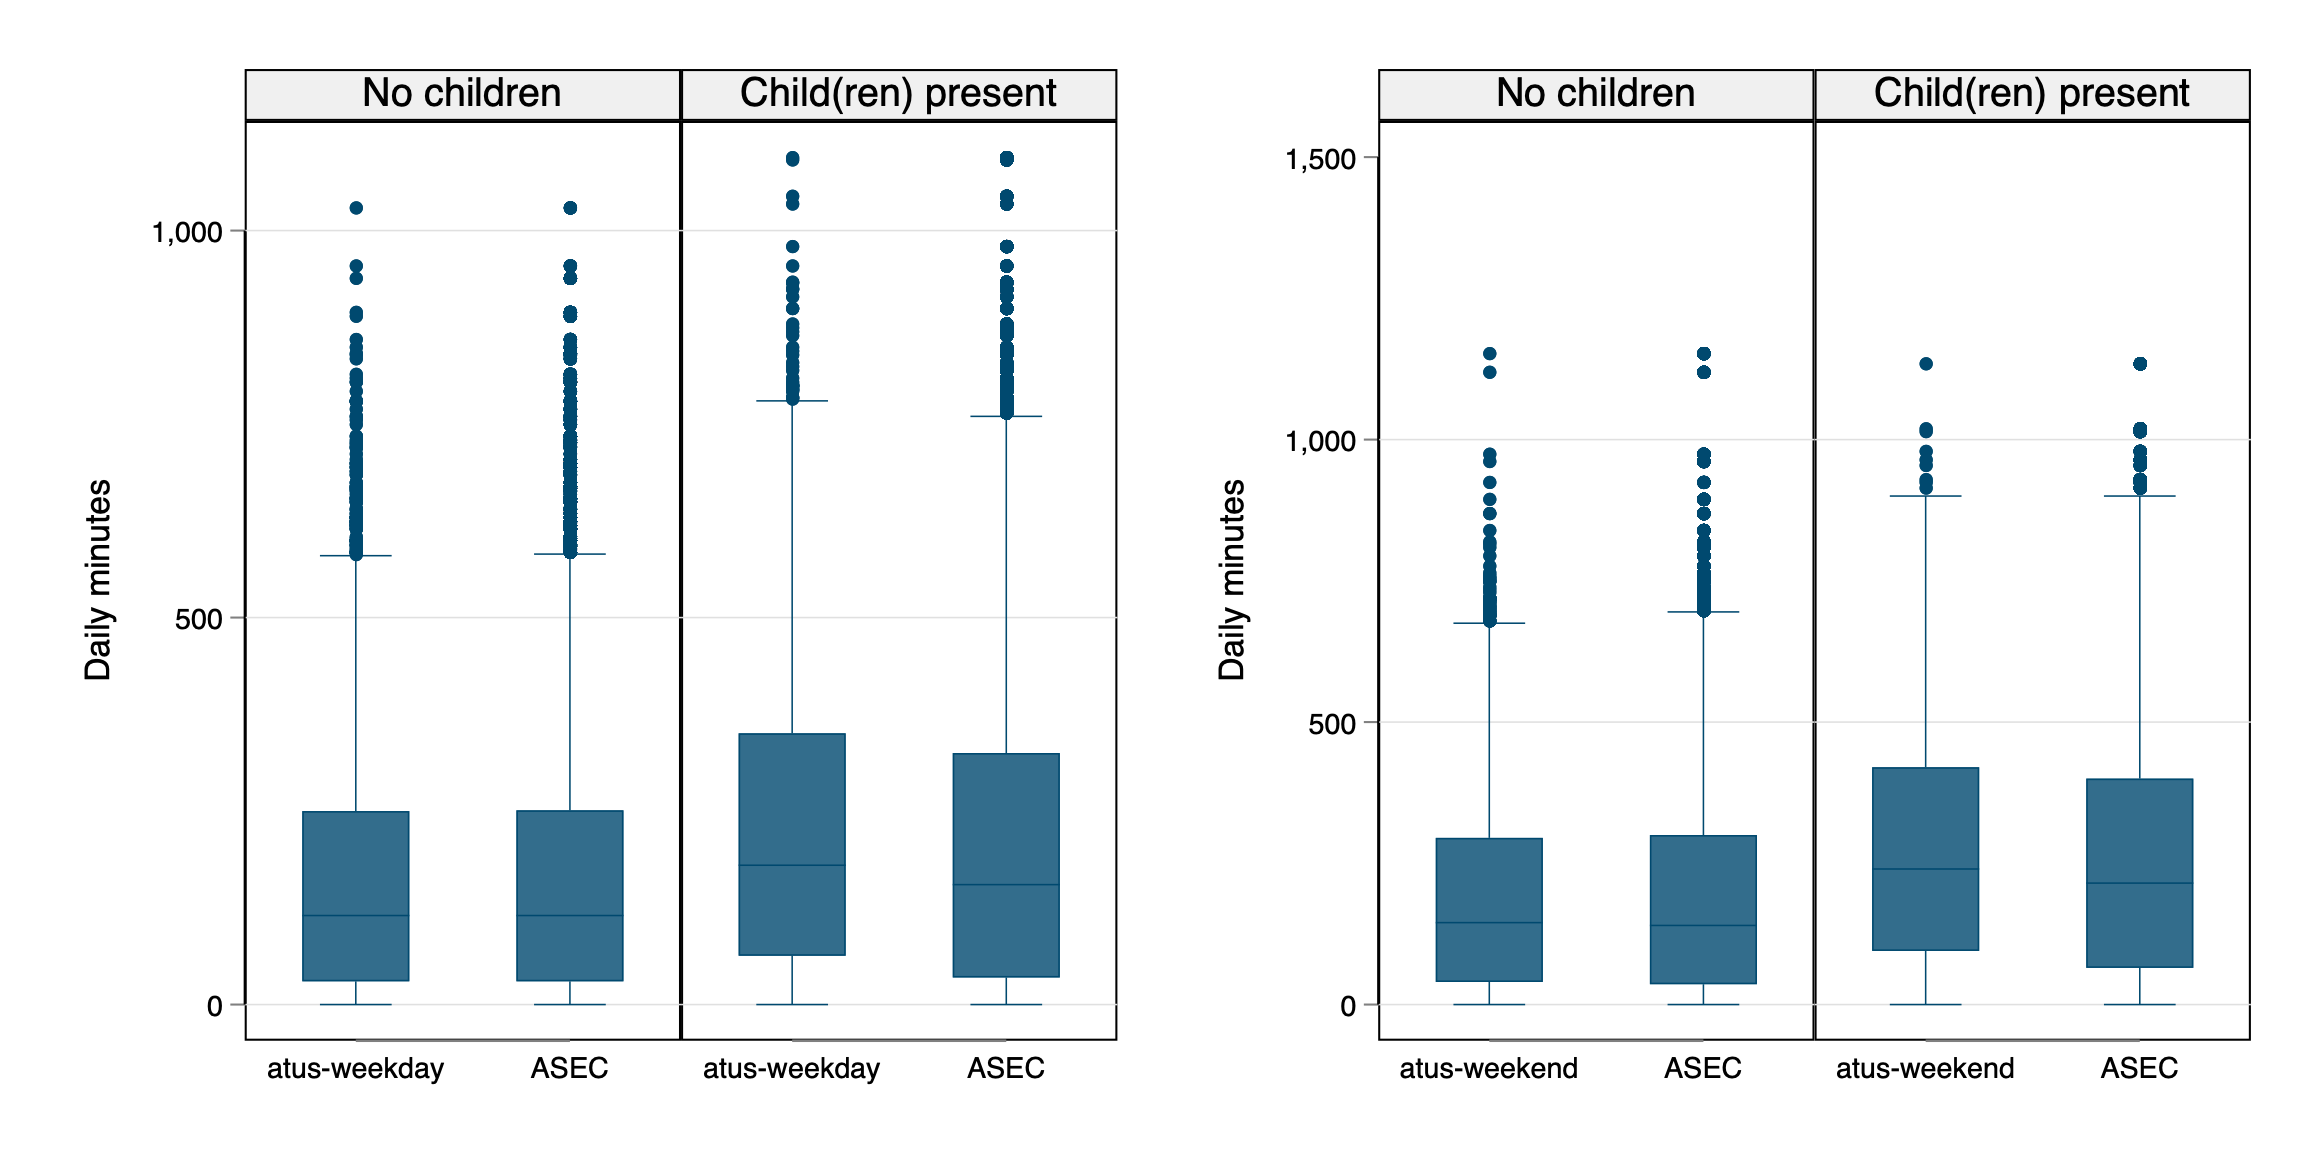 No children
Child(ren) present
Daily minutes
1,000
500
0
atus-weekday
ASEC
atus-weekday
ASEC
No children
Child(ren) present
Daily minutes
1,500
1,000
500
0
atus-weekend
ASEC
atus-weekend
ASEC